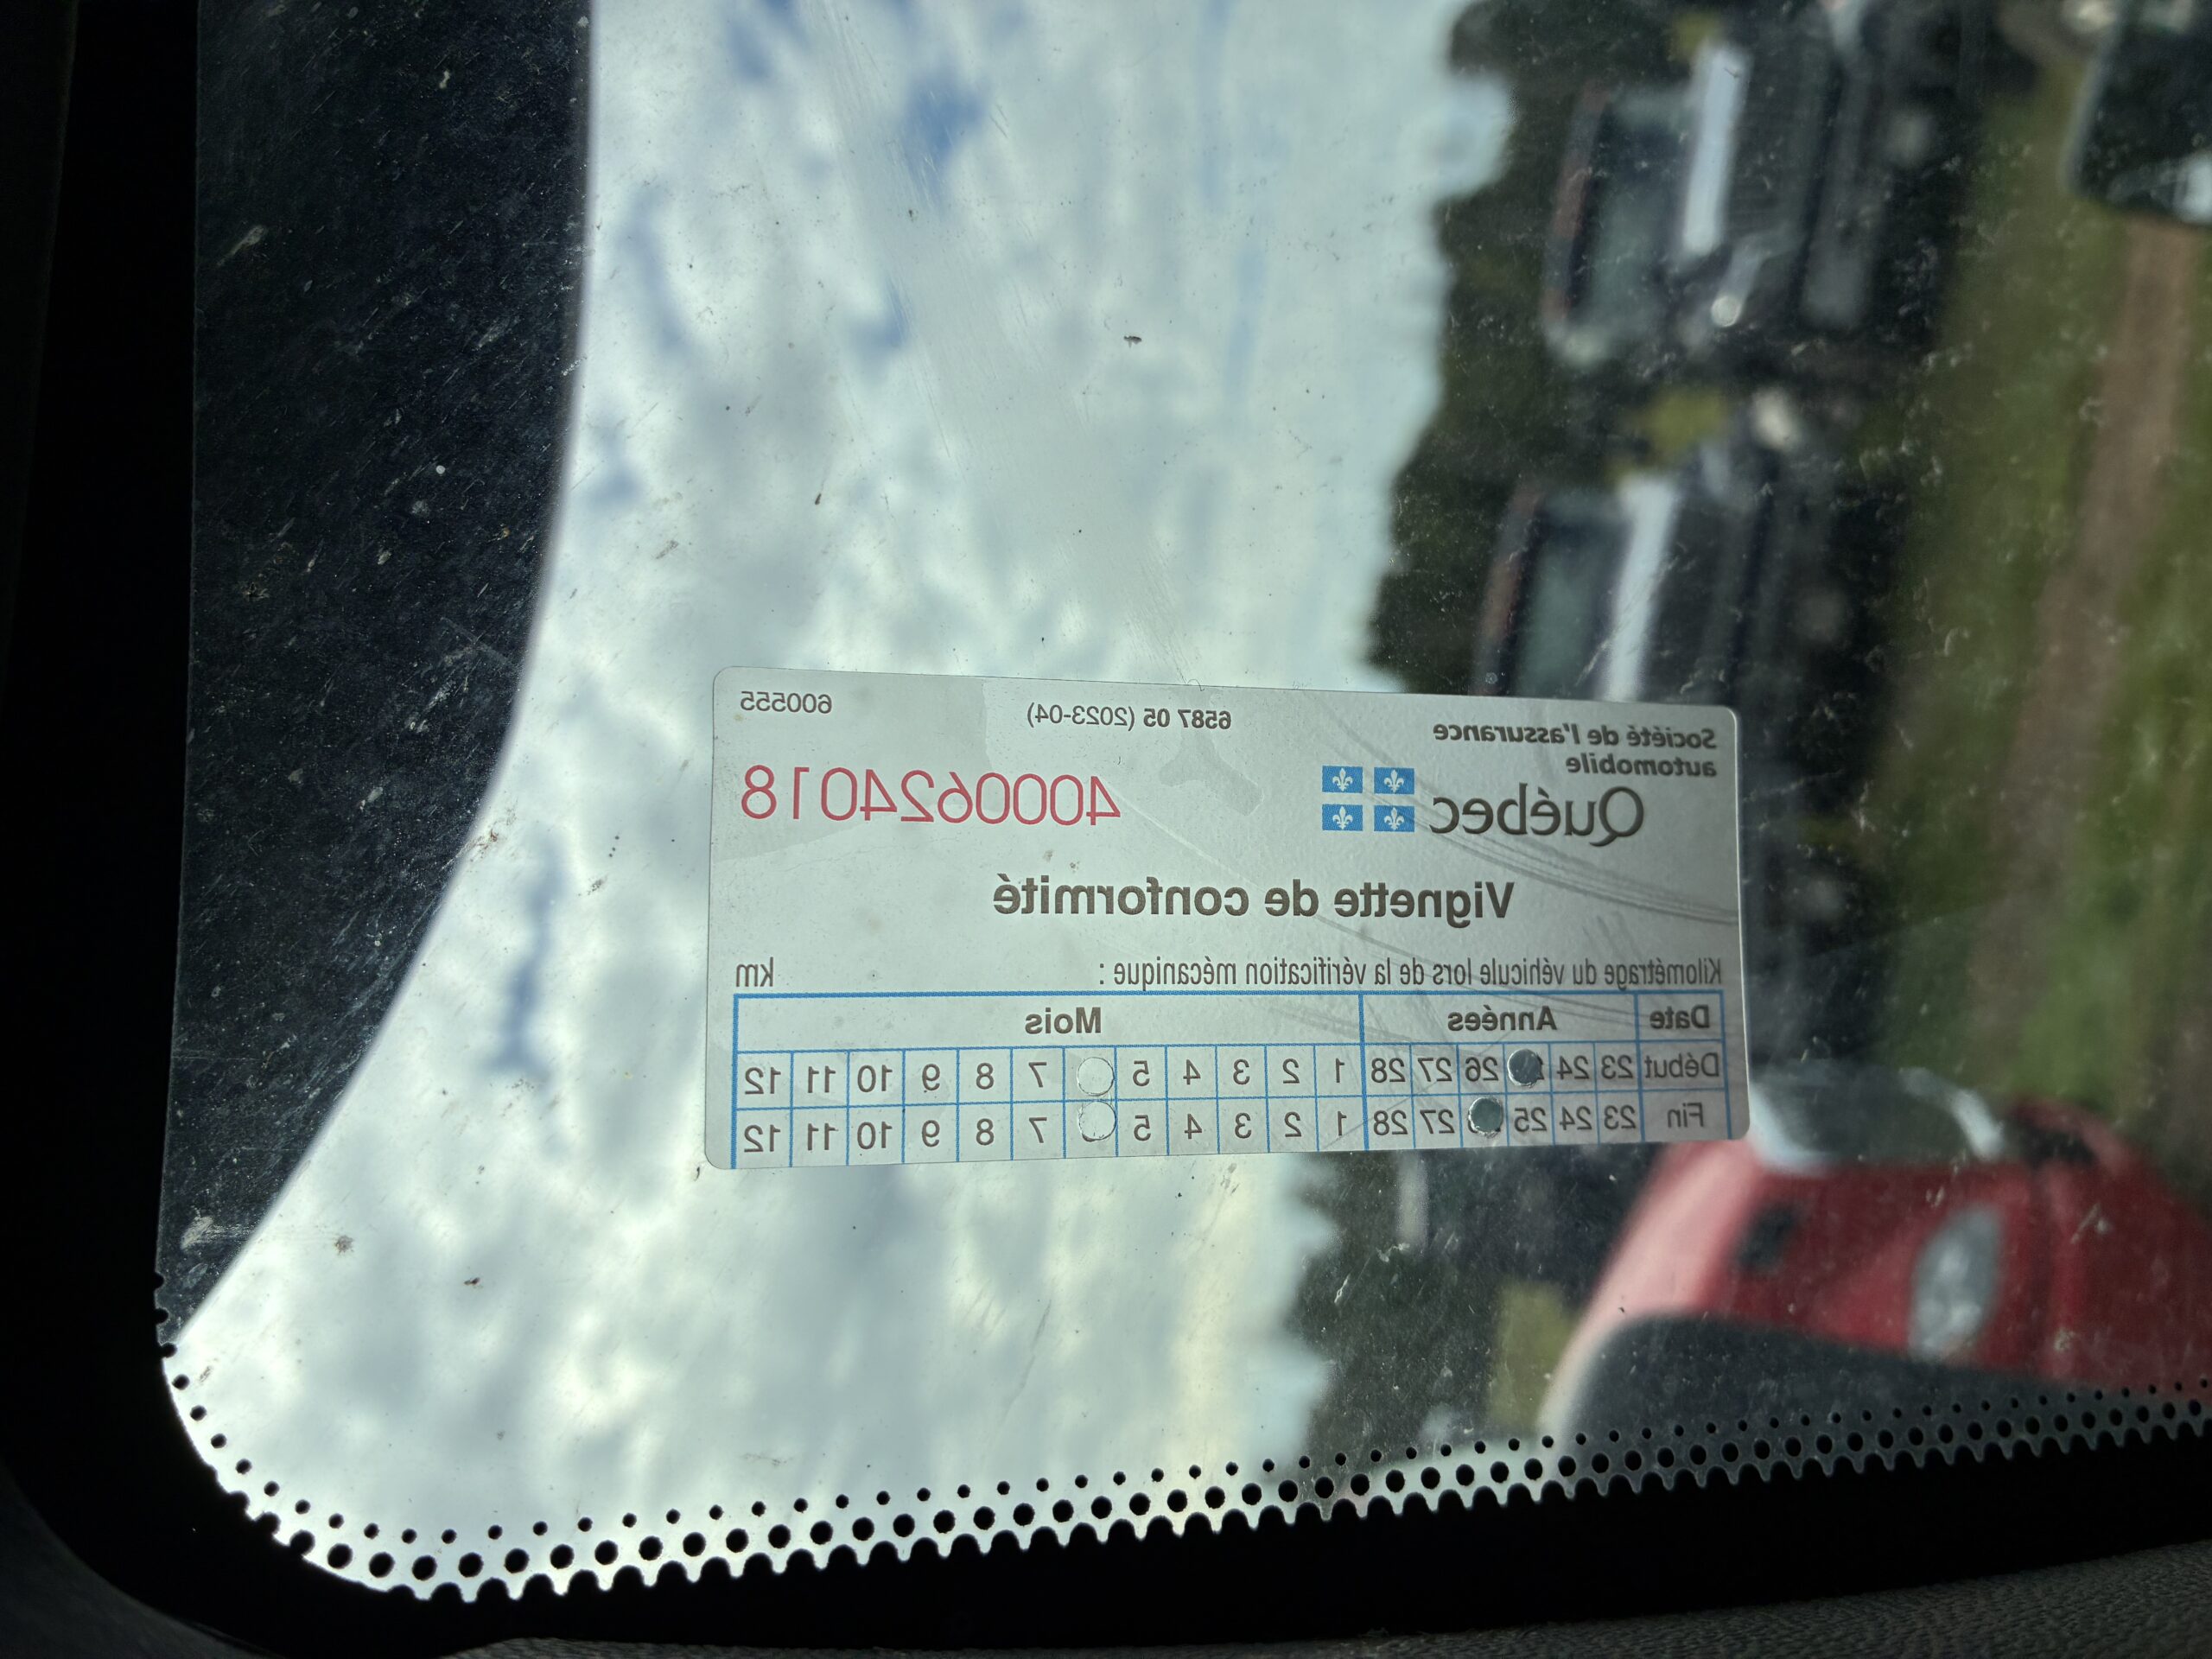 Société de l'assurance
automobile
Québec
6587 05 (2023-04)
600555
4000624018
Vignette de conformité
Kilométrage du véhicule lors de la vérification mécanique : km
Date Années Mois
Début 23 24 26 27 28 1 2 3 4 5 7 8 9 10 11 12
Fin 23 24 25 27 28 1 2 3 4 5 7 8 9 10 11 12